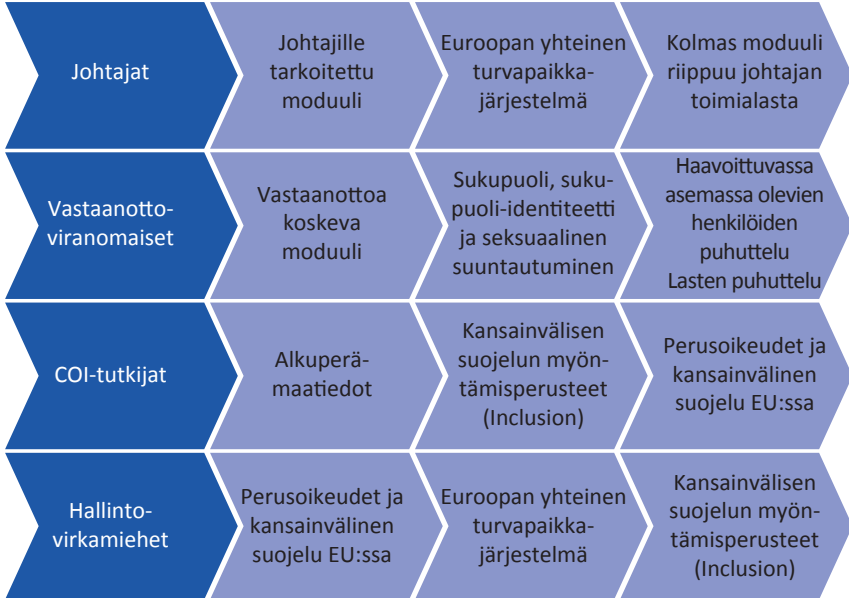 Johtajat
Johtajille
tarkoitettu
moduuli
Euroopan yhteinen
turvapaikka-
järjestelmä
Kolmas moduuli
riippuu johtajan
toimialasta
Vastaanotto-
viranomaiset
Vastaanottoa
koskeva
moduuli
Sukupuoli, suku-
puoli-identiteetti
ja seksuaalinen
suuntautuminen
Haavoittuvassa
asemassa olevien
henkilöiden
puhuttelu
Lasten puhuttelu
COI-tutkijat
Alkuperä-
maatiedot
Kansainvälisen
suojelun myön-
tämisperusteet
(Inclusion)
Perusoikeudet ja
kansainvälinen
suojelu EU:ssa
Hallinto-
virkamiehet
Perusoikeudet ja
kansainvälinen
suojelu EU:ssa
Euroopan yhteinen
turvapaikka-
järjestelmä
Kansainvälisen
suojelun myön-
tämisperusteet
(Inclusion)